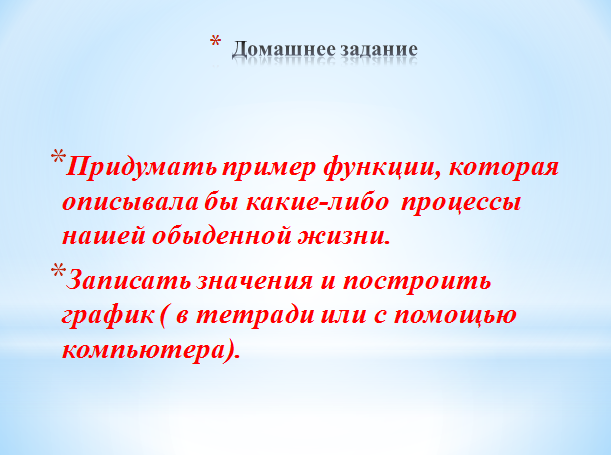 * Домашнее задание
*Придумать пример функции, которая
описывала бы какие-либо процессы
нашей обыденной жизни.
*Записать значения и построить
график ( в тетради или с помощью
компьютера).